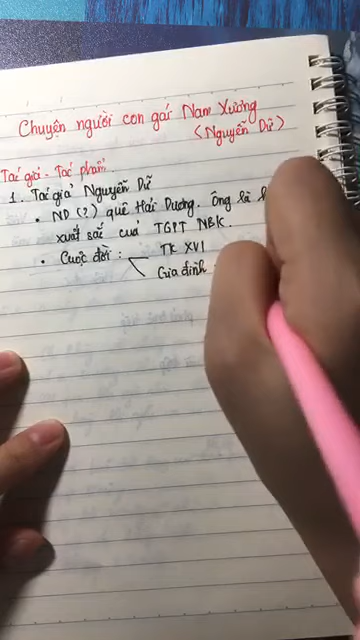 Chuyện người con gái Nam Xương
(Nguyễn Dữ)
Tác giả - Tác phẩm
1. Tác giả Nguyễn Dữ
• ND (?) quê Hải Dương. Ông là
xuất sắc của TGPT NBK.
• Cuộc đời : TK XVI
Gia đình